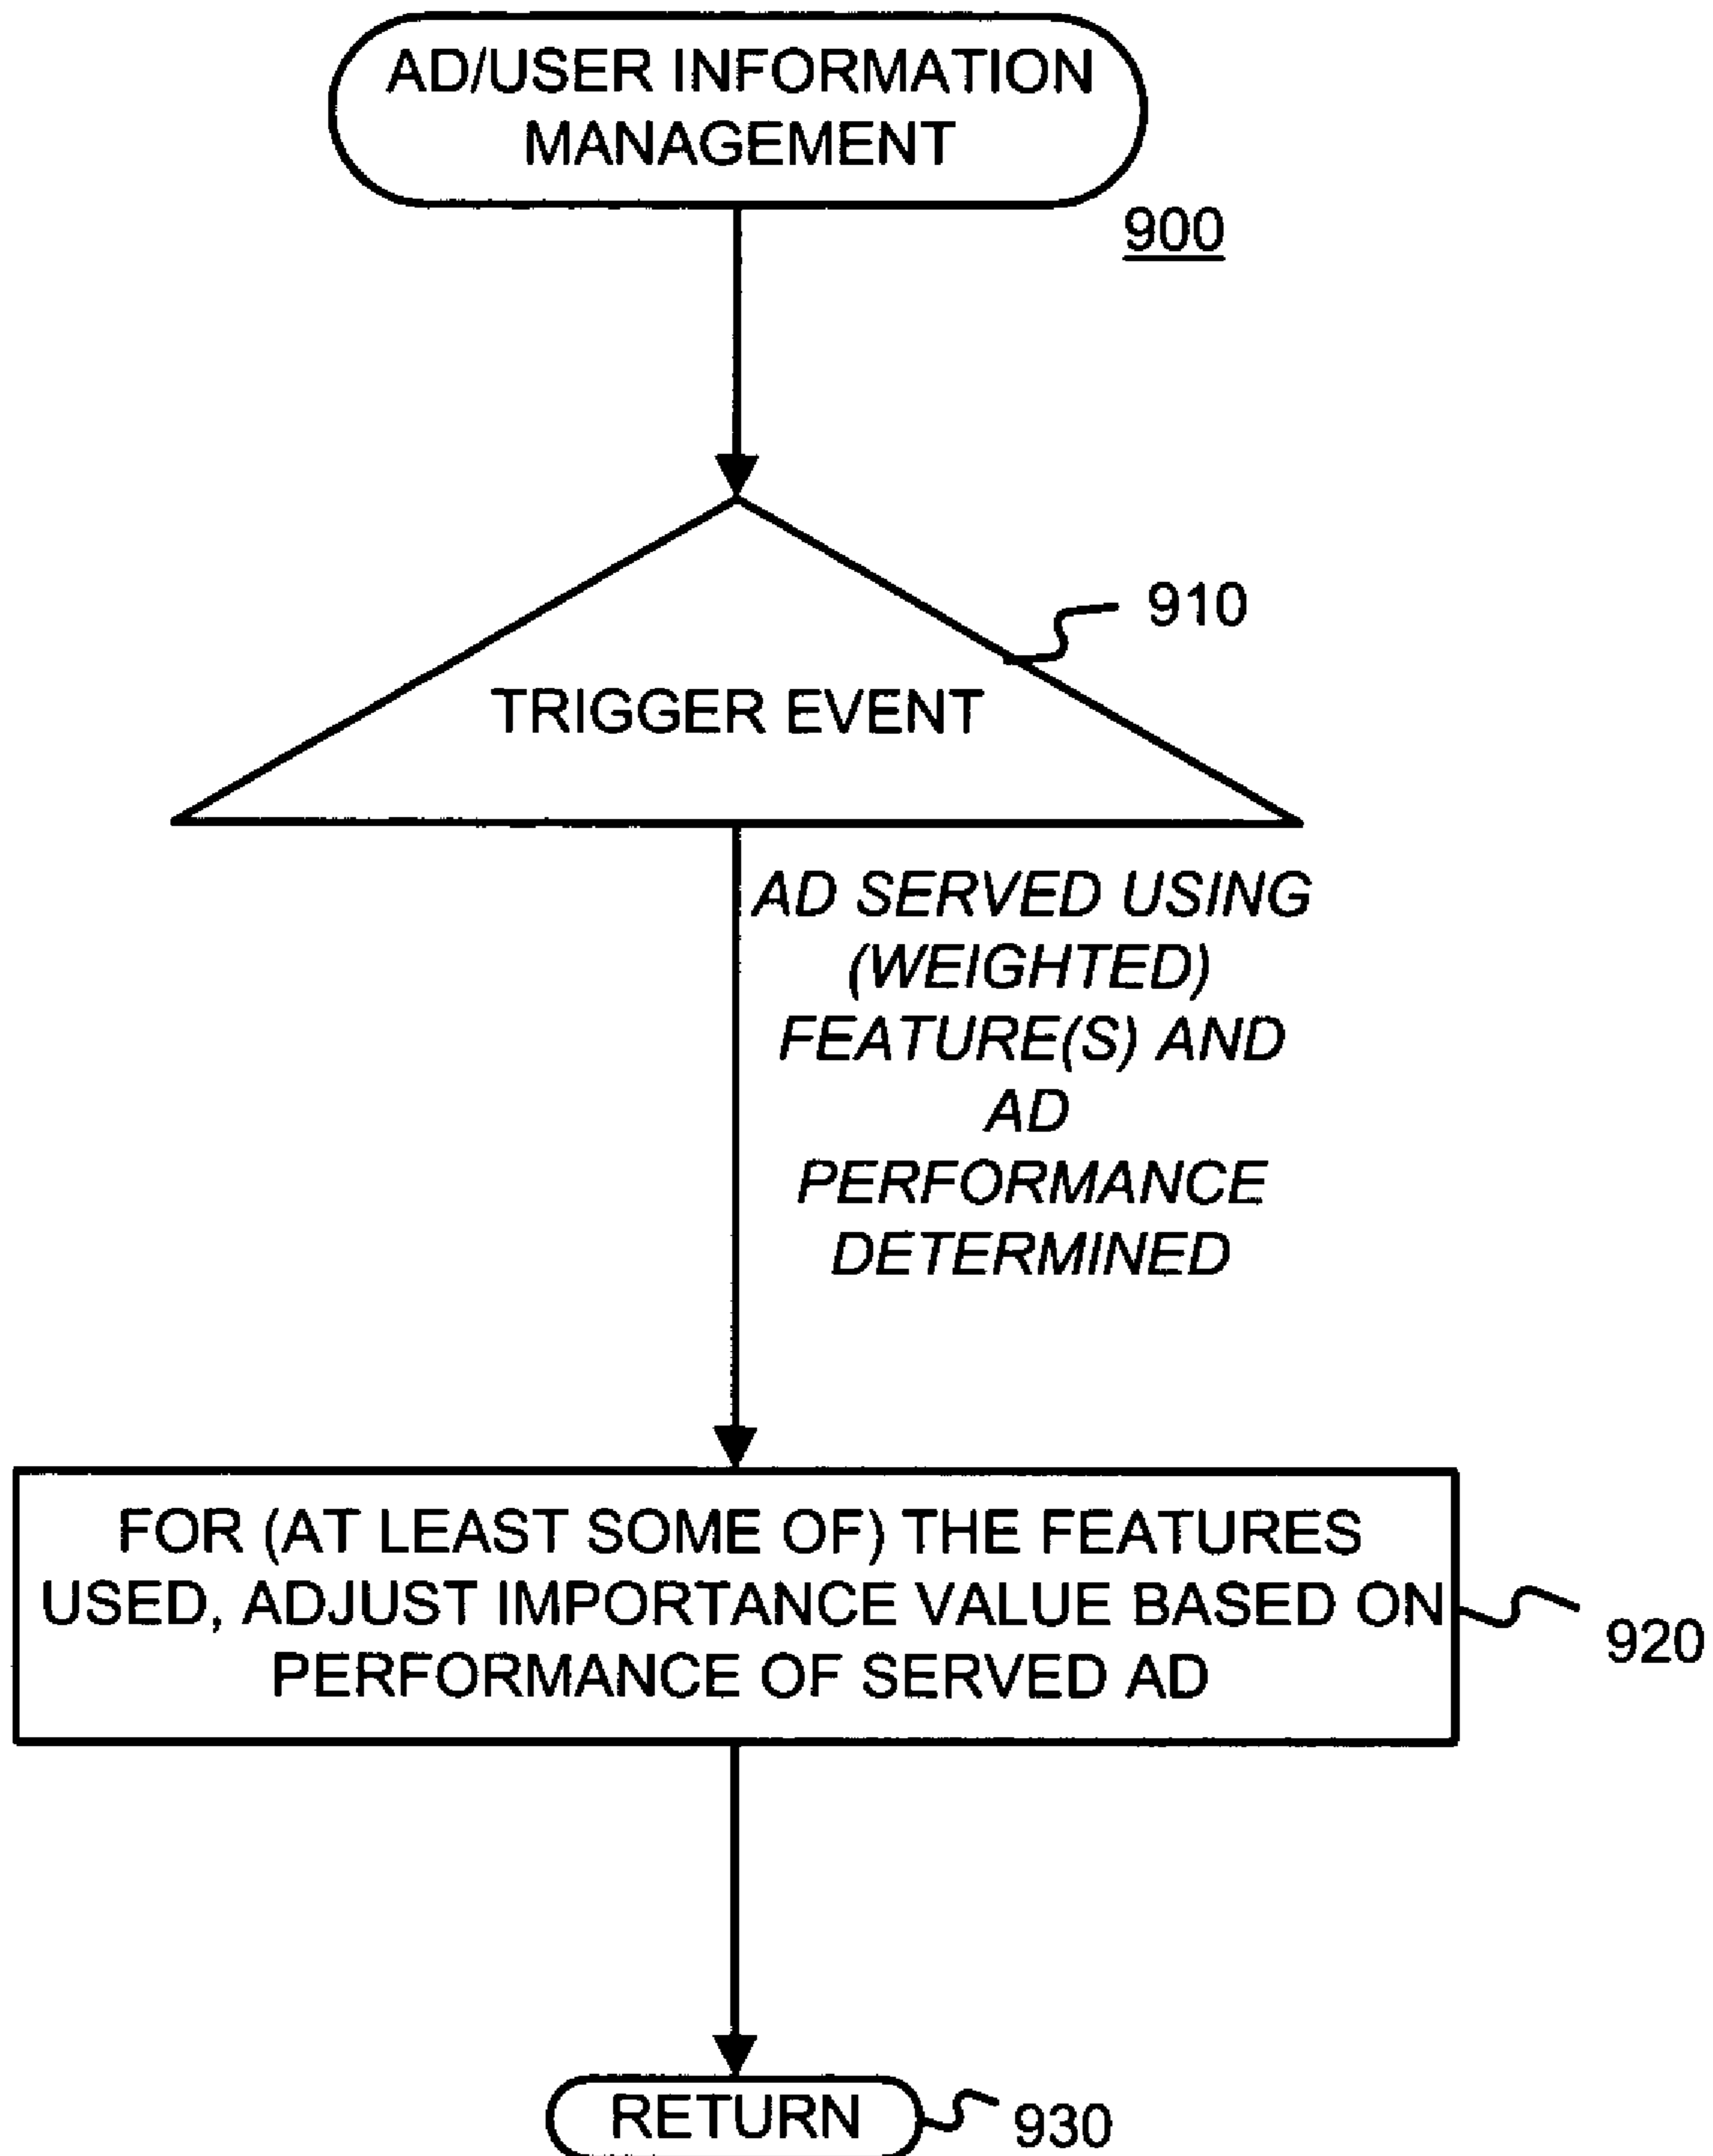 AD/USER INFORMATION
MANAGEMENT
900
910
TRIGGER EVENT
AD SERVED USING
(WEIGHTED)
FEATURE(S) AND
AD
PERFORMANCE
DETERMINED
FOR (AT LEAST SOME OF) THE FEATURES
USED, ADJUST IMPORTANCE VALUE BASED ON
PERFORMANCE OF SERVED AD
920
RETURN
930